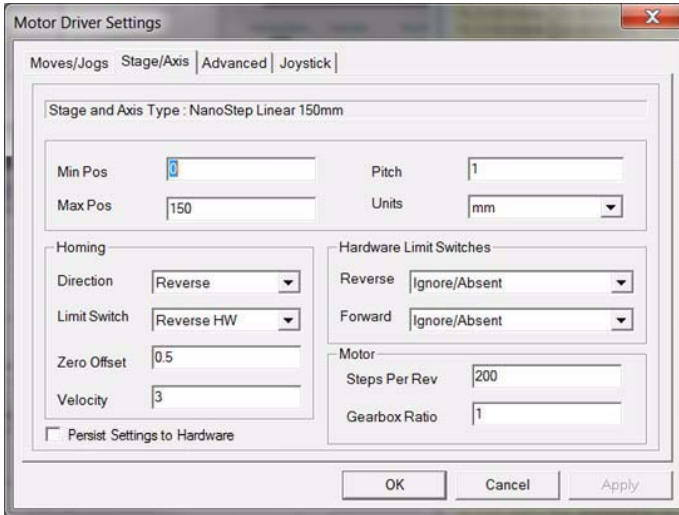 Motor Driver Settings
Moves/Jogs Stage/Axis Advanced Joystick
Stage and Axis Type : NanoStep Linear 150mm
Min Pos 0 Pitch 1
Max Pos 150 Units mm
Homing
Direction Reverse
Limit Switch Reverse HW
Zero Offset 0.5
Velocity 3
Persist Settings to Hardware
Hardware Limit Switches
Reverse Ignore/Absent
Forward Ignore/Absent
Motor
Steps Per Rev 200
Gearbox Ratio 1
OK Cancel Apply